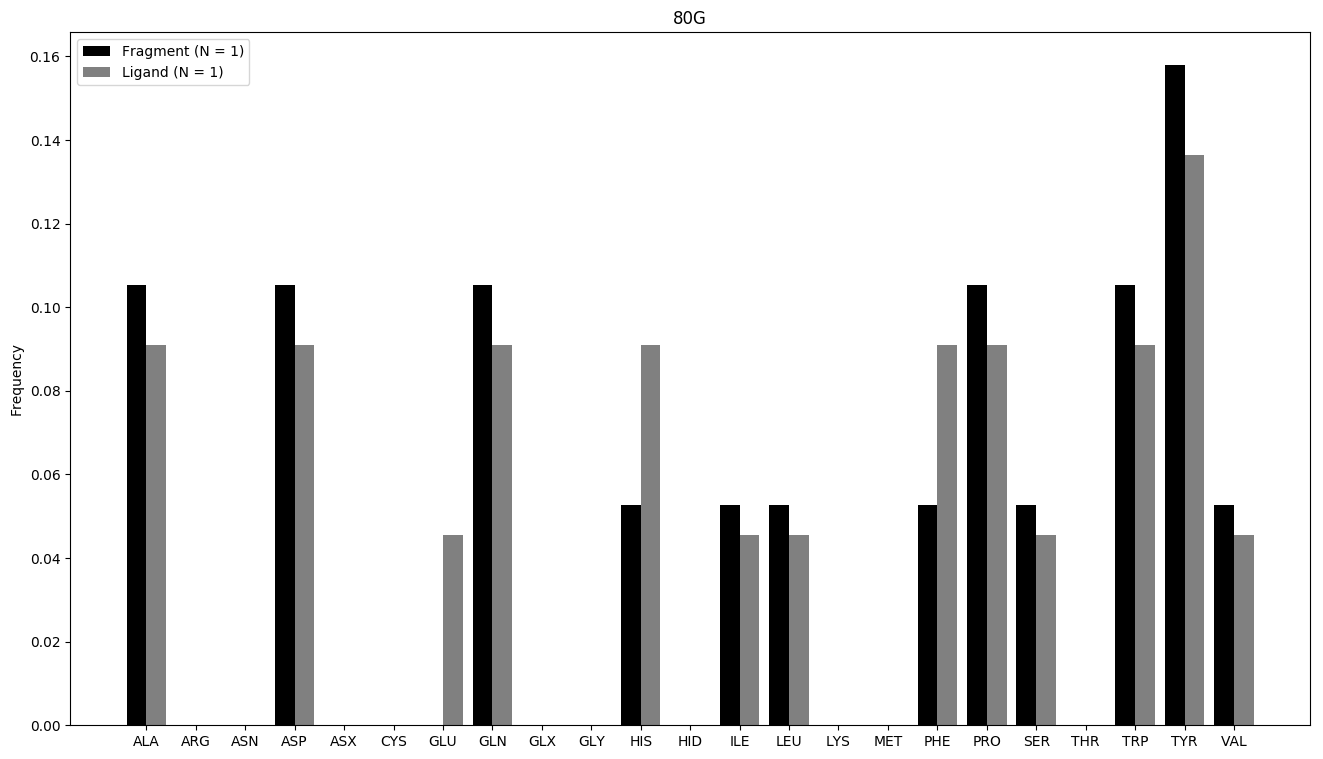 80G
Fragment (N = 1)
Ligand (N = 1)
Frequency
0.16
0.14
0.12
0.10
0.08
0.06
0.04
0.02
0.00
ALA ARG ASN ASP ASX CYS GLU GLN GLX GLY HIS HID ILE LEU LYS MET PHE PRO SER THR TRP TYR VAL